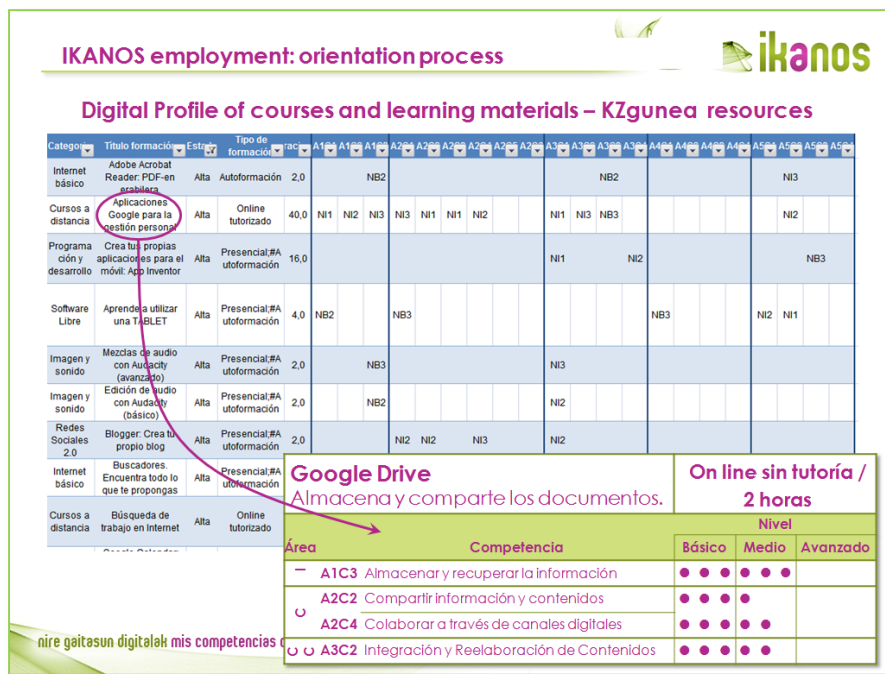 IKANOS employment: orientation process
ikanos
Digital Profile of courses and learning materials – KZgunea resources
Tipo de
Título formación formación
Internet básico Adobe Acrobat Reader: PDF-en Alta Autoformación 2,0 NB2 NB2 NI3
Cursos a distancia Aplicaciones Google para la gestión personal Alta Online tutorizado 40,0 NI1 NI2 NI3 NI3 NI1 NI1 NI2 NI1 NI3 NB3 NI2
Programa ción y desarrollo Crea tus propias aplicaciones para el móvil: App Inventor Alta Presencial;#A utoformación 16,0 NI1 NI2 NB3
Software Libre Aprende a utilizar una TABLET Alta Presencial;#A utoformación 4,0 NB2 NB3 NB3 NI2 NI1
Imagen y sonido Mezclas de audio con Audacity (avanzado) Alta Presencial;#A utoformación 2,0 NB3 NI3
Imagen y sonido Edición de audio con Audacity (básico) Alta Presencial;#A utoformación 2,0 NB2 NI2
Redes Sociales 2.0 Blogger: Crea tu propio blog Alta Presencial;#A utoformación 2,0 NI2 NI2 NI3 NI2
Internet básico Buscadores. Encuentra todo lo que te propongas Alta Presencial;#A utoformación
Cursos a distancia Búsqueda de trabajo en Internet Alta Online tutorizado
Google Drive
Almacena y comparte los documentos.
On line sin tutoría /
2 horas
Nivel
Área Competencia Básico Medio Avanzado
I A1C3 Almacenar y recuperar la información
C A2C2 Compartir información y contenidos
A2C4 Colaborar a través de canales digitales
C C A3C2 Integración y Reelaboración de Contenidos
nire gaitasun digitalak mis competencias